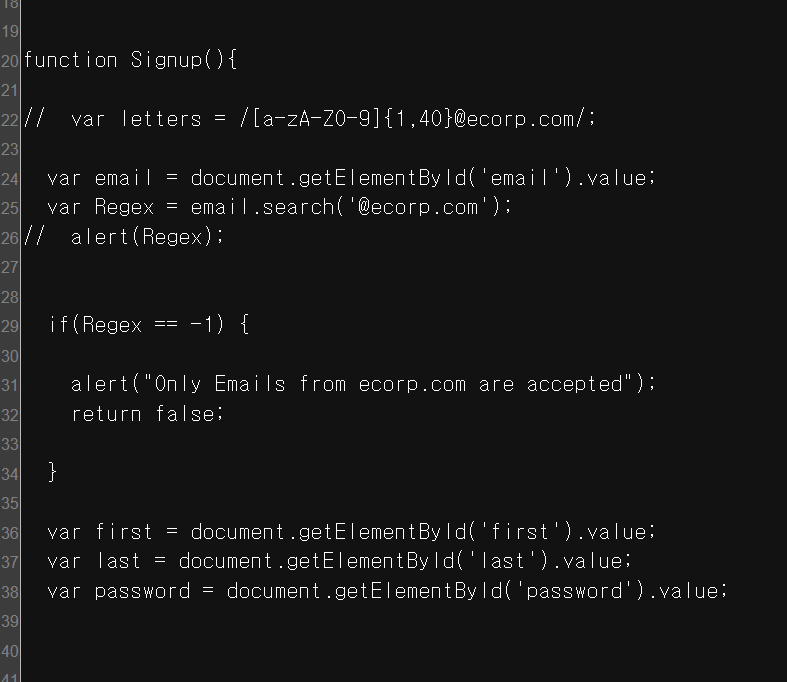 18
19
20 function Signup(){
21
22 //  var letters = /[a-zA-Z0-9]{1,40}@ecorp.com/;
23
24   var email = document.getElementById('email').value;
25   var Regex = email.search('@ecorp.com');
26 //  alert(Regex);
27
28
29   if(Regex == -1) {
30
31     alert("Only Emails from ecorp.com are accepted");
32     return false;
33
34   }
35
36   var first = document.getElementById('first').value;
37   var last = document.getElementById('last').value;
38   var password = document.getElementById('password').value;
39
40
41